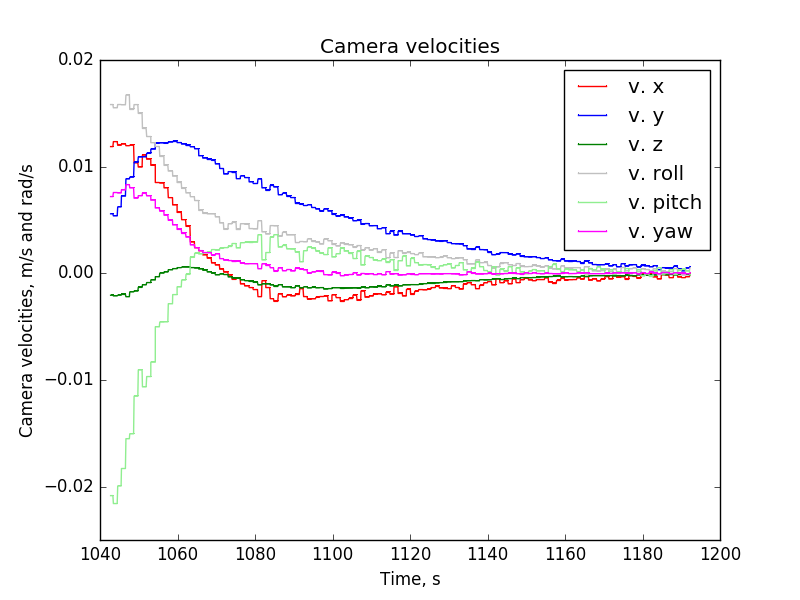 Camera velocities
Camera velocities, m/s and rad/s
0.02
0.01
0.00
−0.01
−0.02
v. x
v. y
v. z
v. roll
v. pitch
v. yaw
1040 1060 1080 1100 1120 1140 1160 1180 1200
Time, s